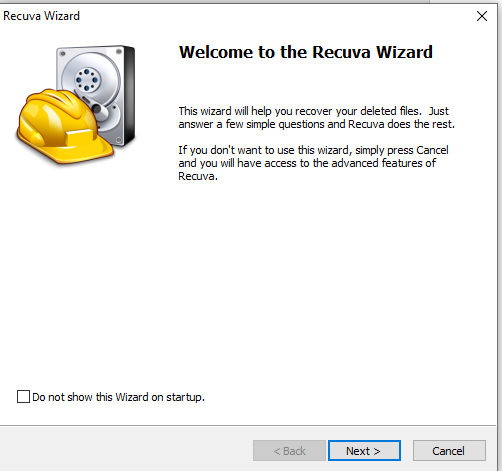 Recuva Wizard
Welcome to the Recuva Wizard
This wizard will help you recover your deleted files. Just
answer a few simple questions and Recuva does the rest.
If you don't want to use this wizard, simply press Cancel
and you will have access to the advanced features of
Recuva.
Do not show this Wizard on startup.
< Back
Next >
Cancel